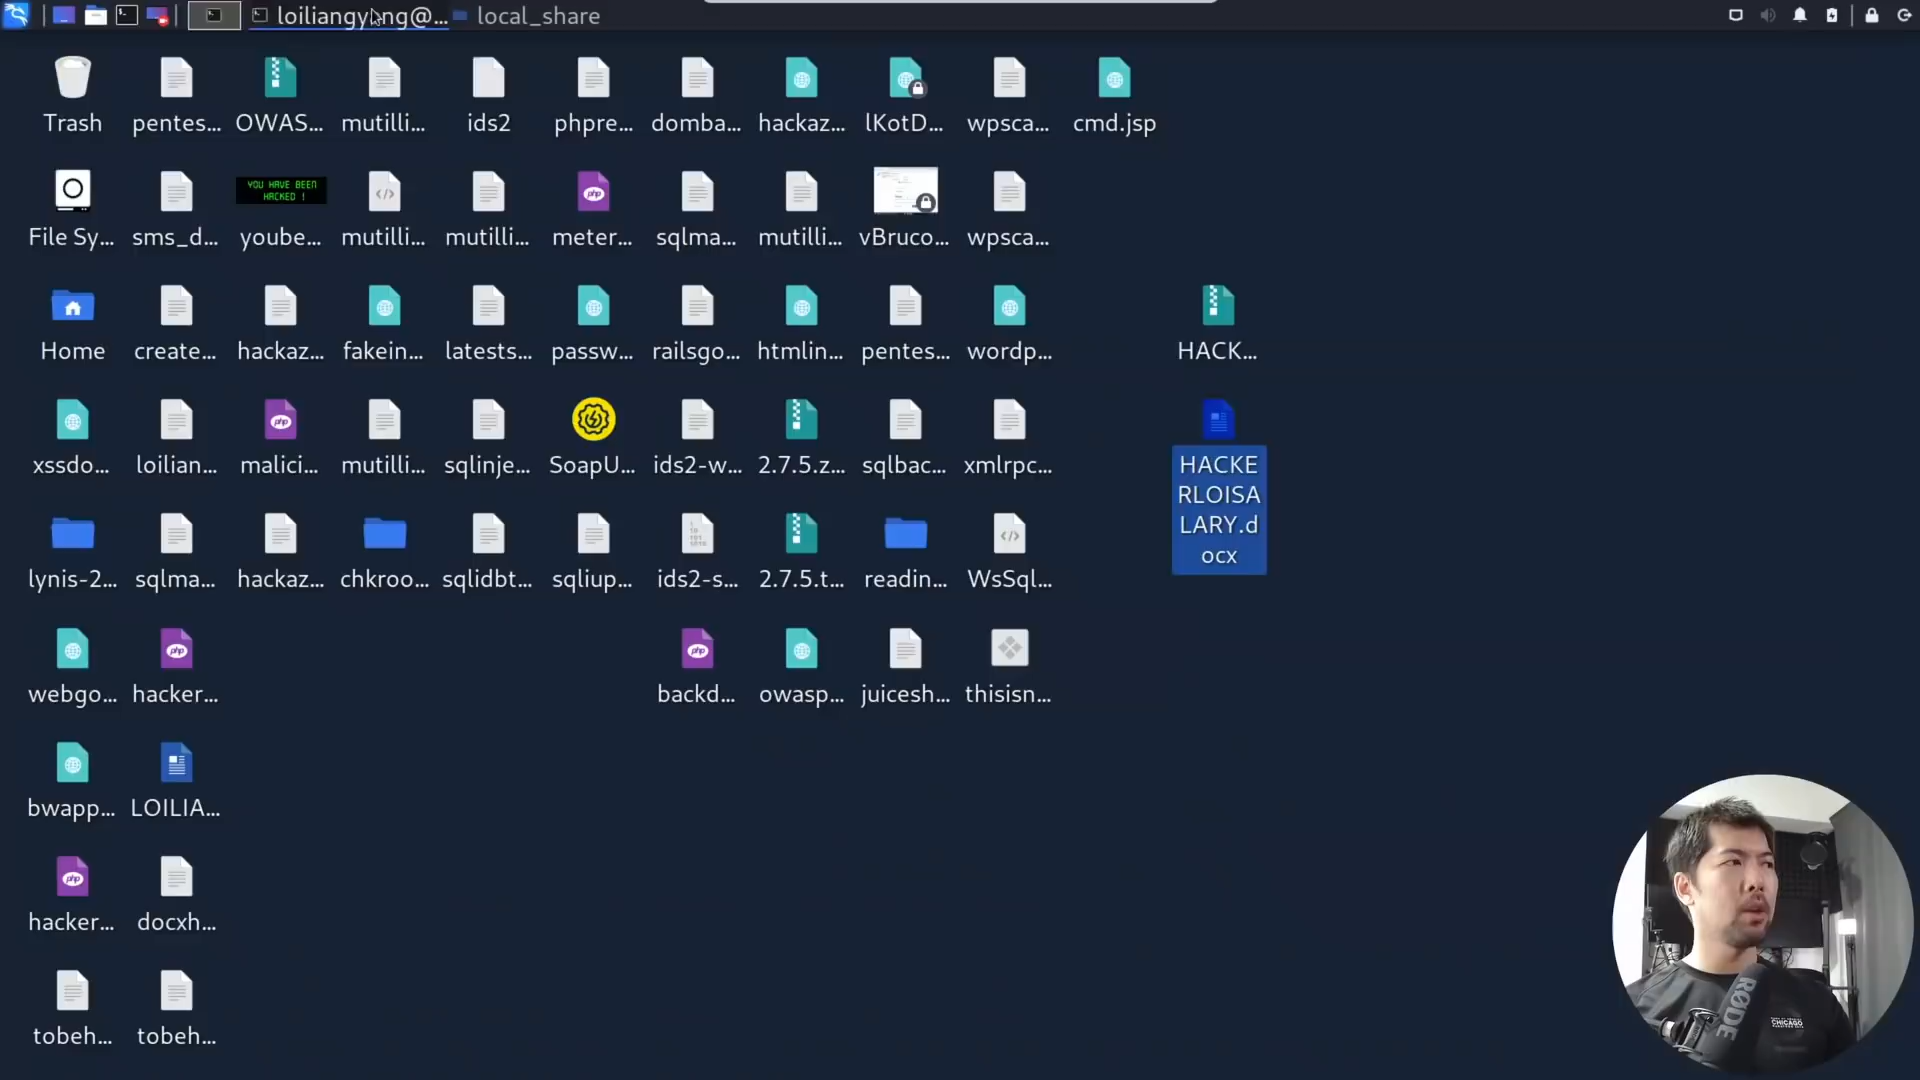 loiliangyang@...
local_share
Trash
pentes...
OWAS...
mutilli...
ids2
phpre...
domba...
hackaz...
lKotD...
wpsca...
cmd.jsp
YOU HAVE BEEN
HACKED !
File Sy...
sms_d...
yoube...
mutilli...
mutilli...
meter...
sqlma...
mutilli...
vBruco...
wpsca...
Home
create...
hackaz...
fakein...
latests...
passw...
railsgo...
htmlin...
pentes...
wordp...
HACK...
xssdo...
loilian...
malici...
mutilli...
sqlinje...
SoapU...
ids2-w...
2.7.5.z...
sqlbac...
xmlrpc...
HACKE
RLOISA
LARY.d
ocx
lynis-2...
sqlma...
hackaz...
chkroo...
sqlidbt...
sqliup...
ids2-s...
2.7.5.t...
readin...
WsSql...
webgo...
hacker...
backd...
owasp...
juicesh...
thisisn...
bwapp...
LOILIA...
hacker...
docxh...
tobeh...
tobeh...
RØDE
CHICAGO